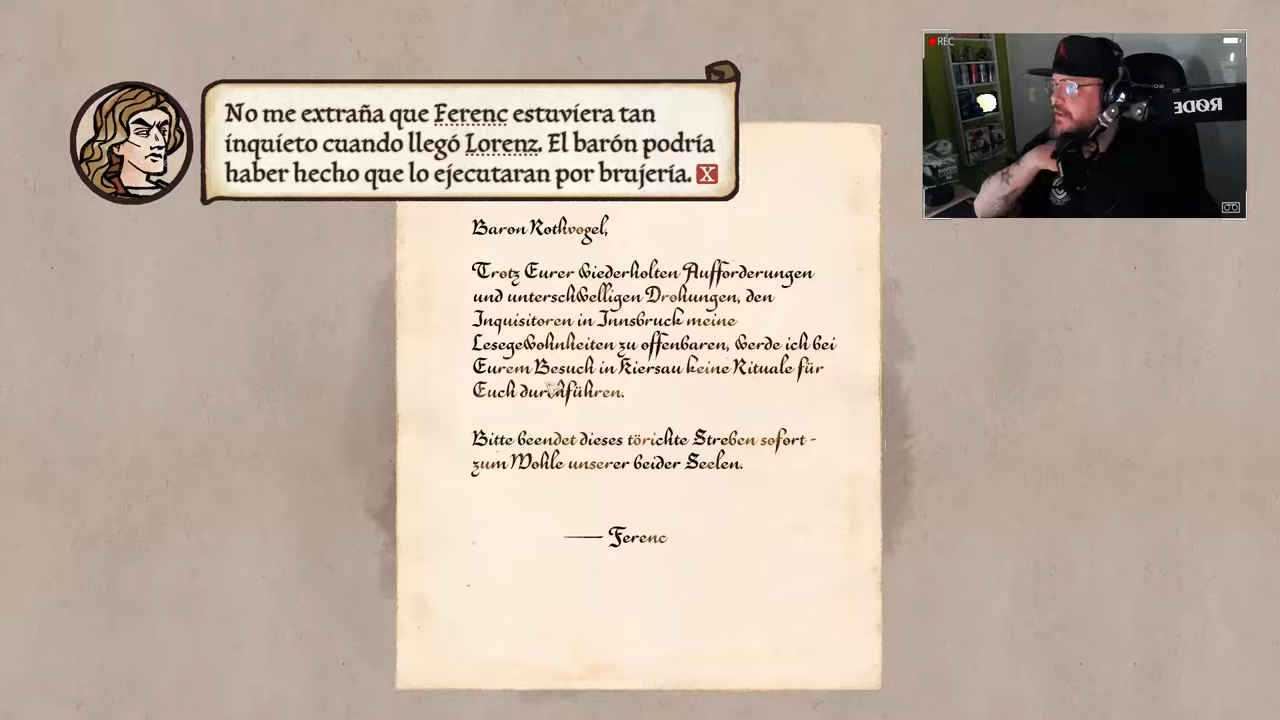 No me extraña que Ferenc estuviera tan
inquieto cuando llegó Lorenz. El barón podría
haber hecho que lo ejecutaran por brujería. X
REC
RØDE
Baron Rothvogel,
Trotz Eurer wiederholten Aufforderungen
und unterschwelligen Drohungen, den
Inquisitoren in Innsbruck meine
Lesegewohnheiten zu offenbaren, werde ich bei
Eurem Besuch in Kiersau keine Rituale für
Euch durchführen.
Bitte beendet dieses törichte Streben sofort -
zum Wohle unserer beider Seelen.
—— Ferenc